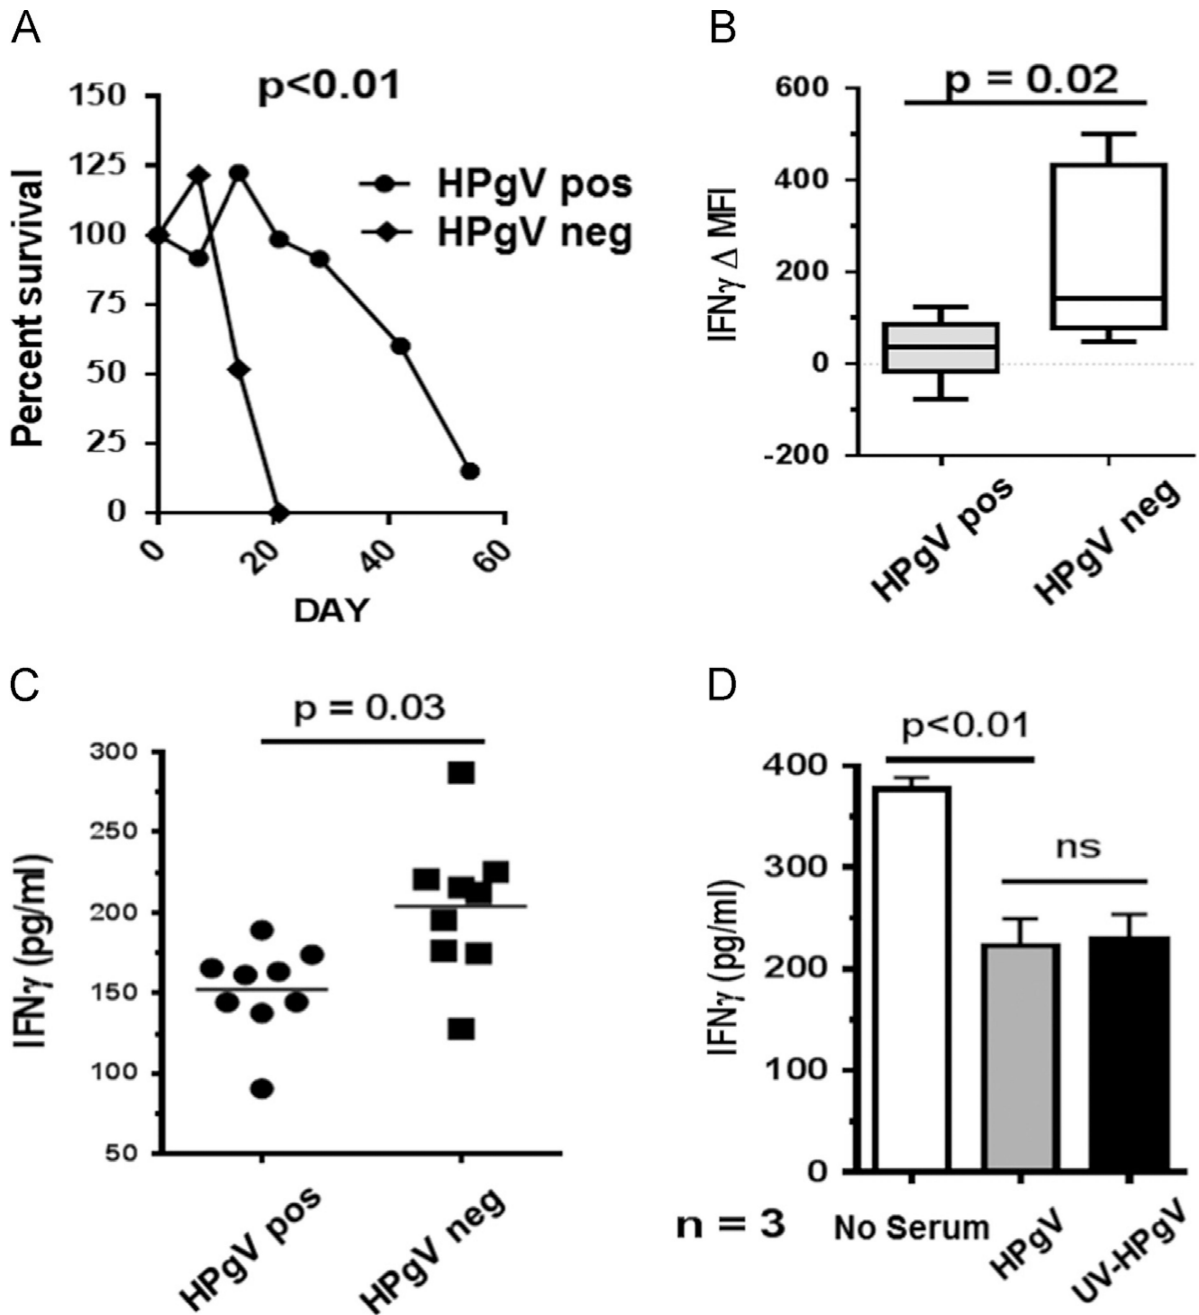 A
p<0.01
Percent survival
150
125
100
75
50
25
0
HPgV pos
HPgV neg
0
20
40
60
DAY
B
p = 0.02
IFNγ Δ MFI
600
400
200
0
-200
HPgV pos
HPgV neg
C
p = 0.03
IFNγ (pg/ml)
300
250
200
150
100
50
HPgV pos
HPgV neg
D
p<0.01
ns
IFNγ (pg/ml)
400
300
200
100
0
n = 3
No Serum
HPgV
UV-HPgV